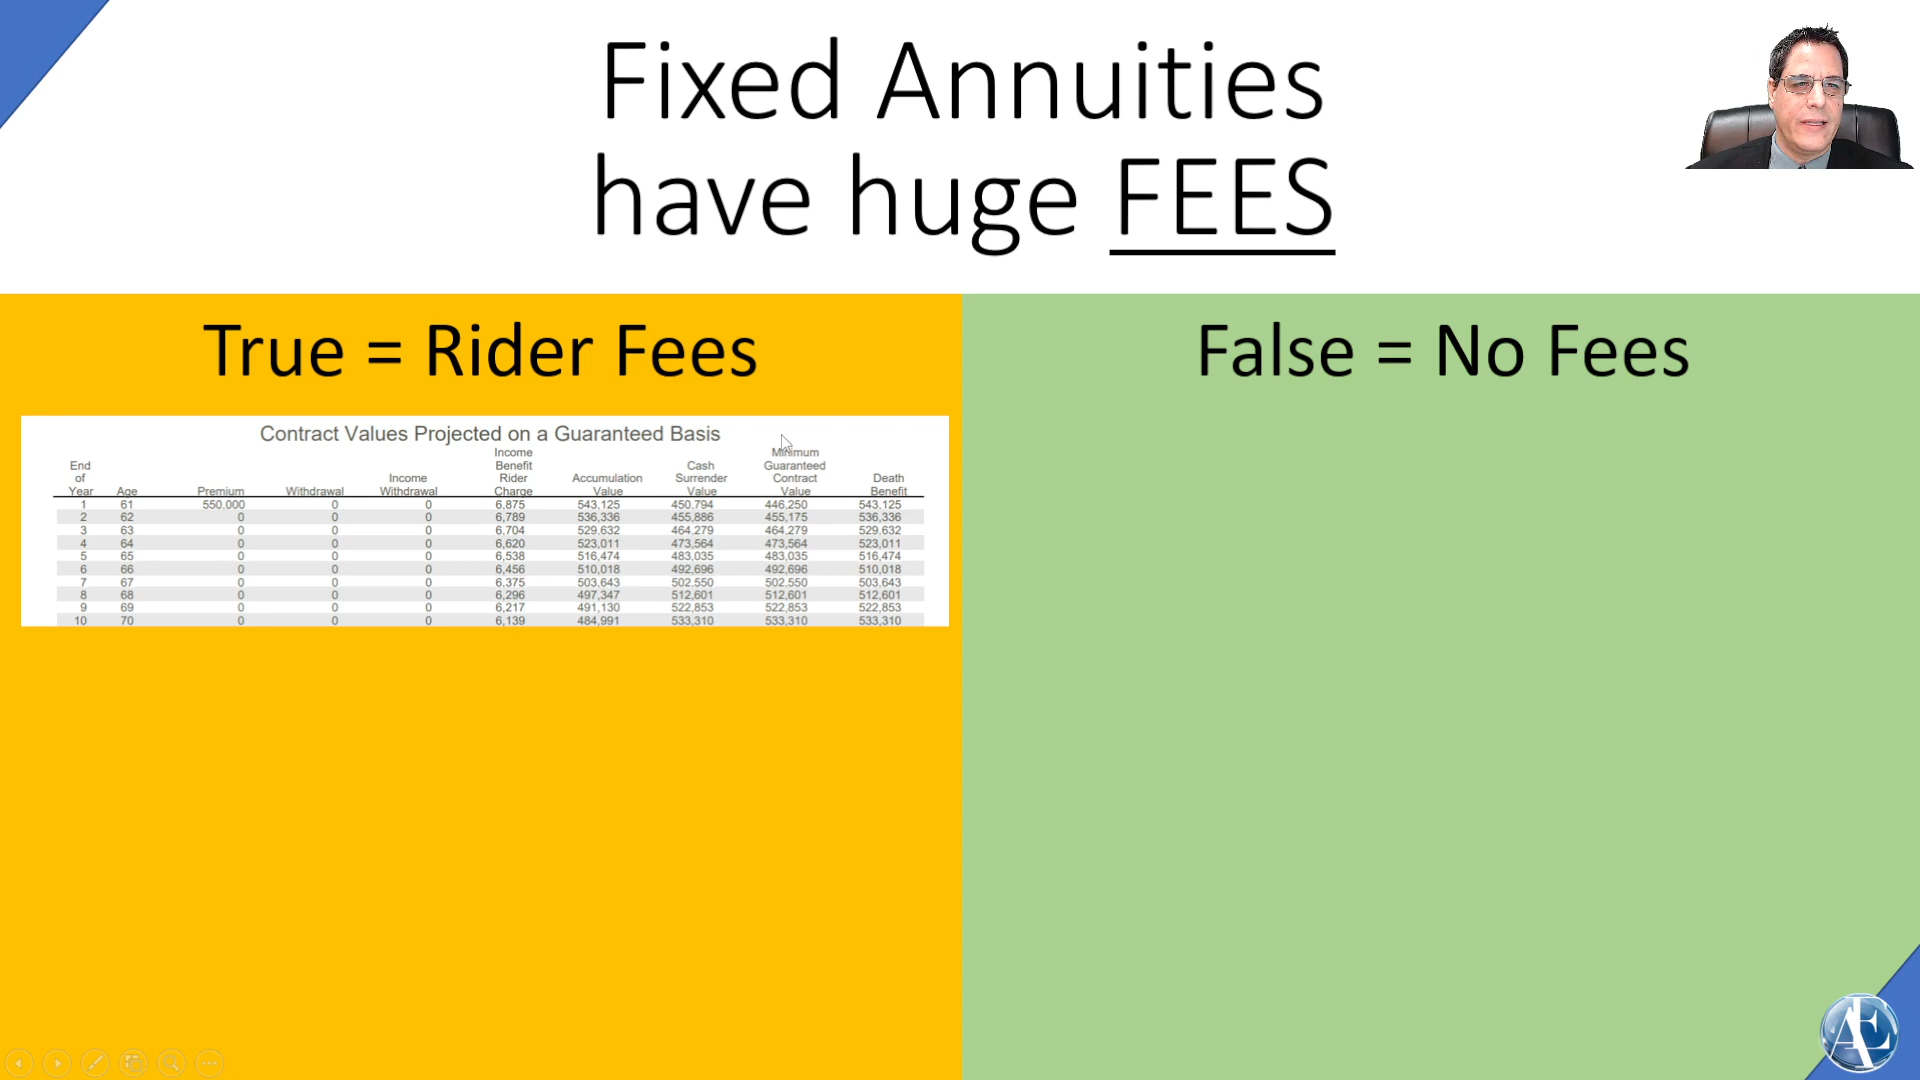 Fixed Annuities
have huge FEES
True = Rider Fees
False = No Fees
Contract Values Projected on a Guaranteed Basis
End of Year Age Premium Withdrawal Income Withdrawal Income Benefit Rider Charge Accumulation Value Cash Surrender Value Minimum Guaranteed Contract Value Death Benefit
1 61 550,000 0 0 6,875 543,125 450,794 446,250 543,125
2 62 0 0 0 6,789 536,336 455,886 455,175 536,336
3 63 0 0 0 6,704 529,632 464,279 464,279 529,632
4 64 0 0 0 6,620 523,011 473,564 473,564 523,011
5 65 0 0 0 6,538 516,474 483,035 483,035 516,474
6 66 0 0 0 6,456 510,018 492,696 492,696 510,018
7 67 0 0 0 6,375 503,643 502,550 502,550 503,643
8 68 0 0 0 6,296 497,347 512,601 512,601 512,601
9 69 0 0 0 6,217 491,130 522,853 522,853 522,853
10 70 0 0 0 6,139 484,991 533,310 533,310 533,310
AE